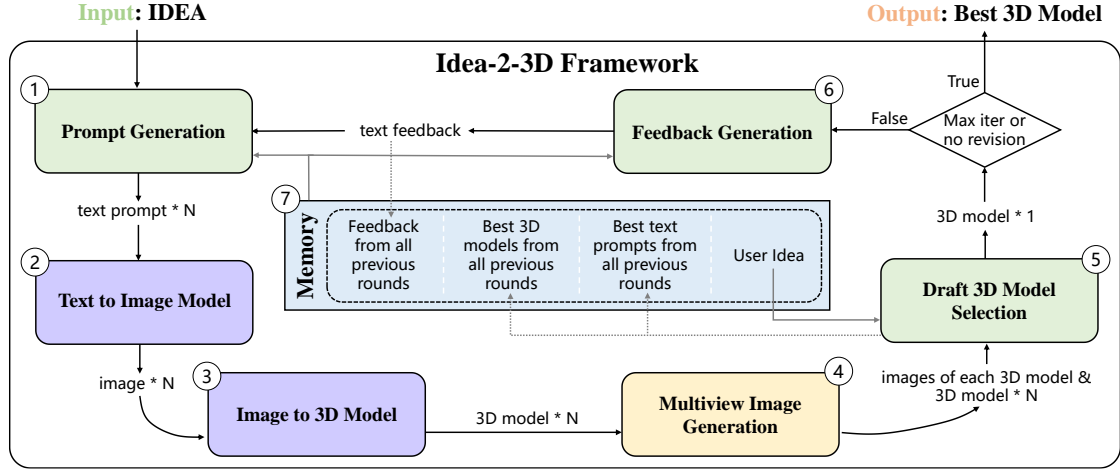 Input: IDEA
Output: Best 3D Model
Idea-2-3D Framework
1
Prompt Generation
text feedback
6
Feedback Generation
False
True
Max iter or
no revision
text prompt * N
7
Memory
Feedback
from all
previous
rounds
Best 3D
models from
all previous
rounds
Best text
prompts from
all previous
rounds
User Idea
3D model * 1
2
Text to Image Model
5
Draft 3D Model
Selection
image * N
3
Image to 3D Model
3D model * N
4
Multiview Image
Generation
images of each 3D model &
3D model * N